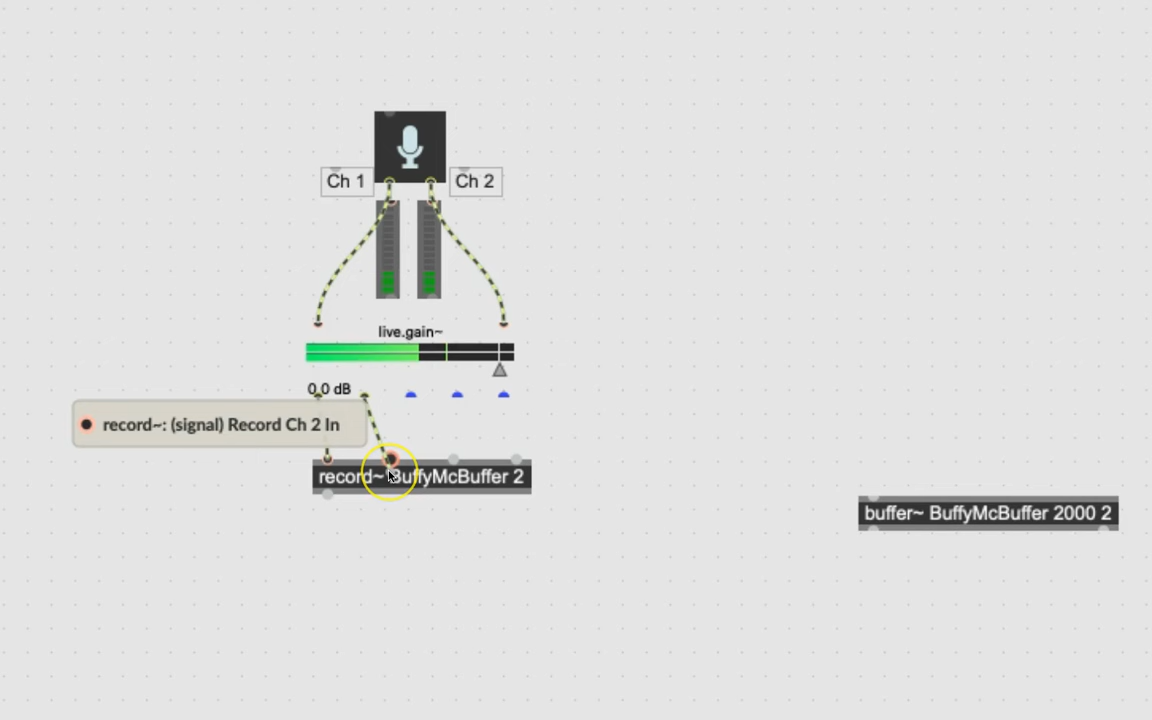 Ch 1
Ch 2
live.gain~
0.0 dB
record~: (signal) Record Ch 2 In
record~ BuffyMcBuffer 2
buffer~ BuffyMcBuffer 2000 2